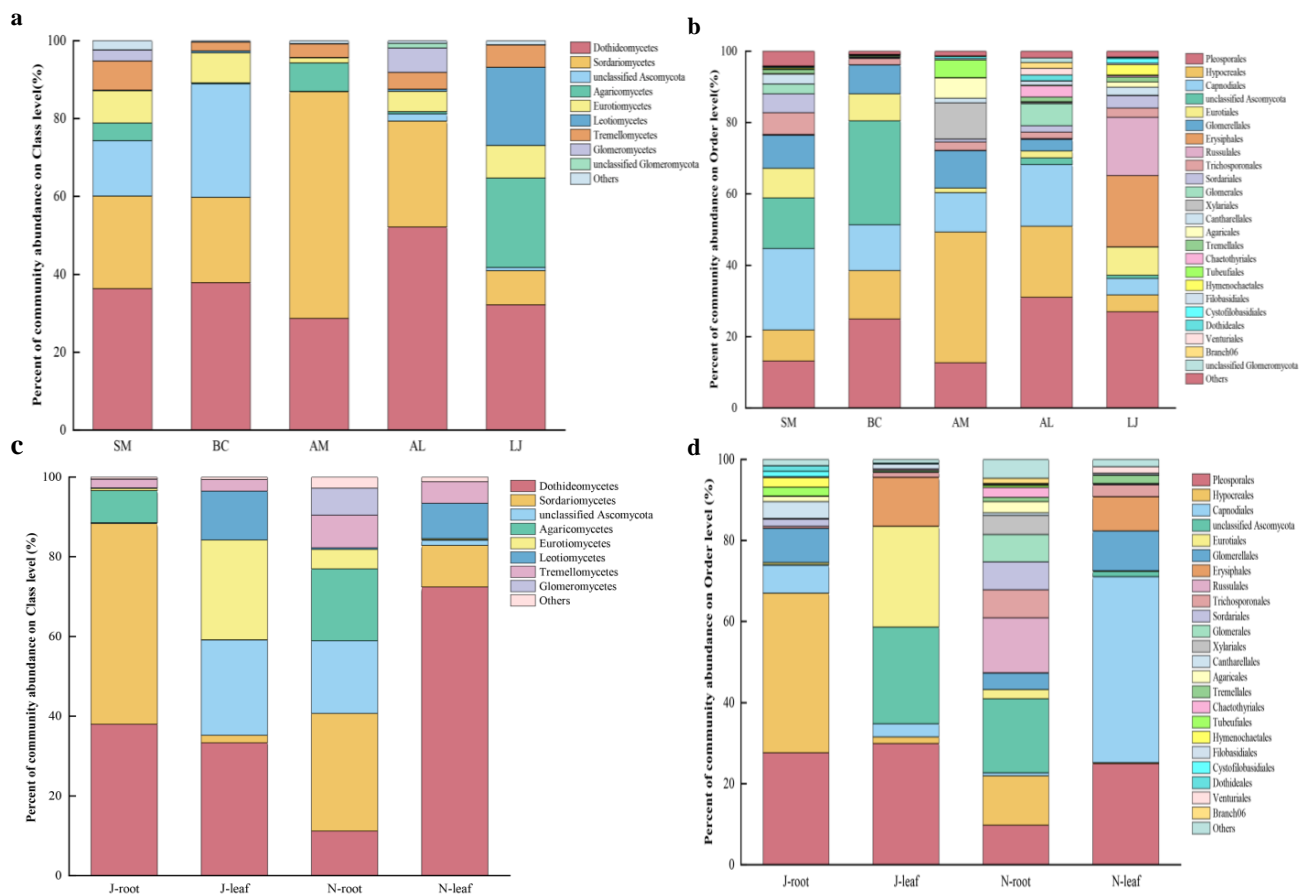 a
Percent of community abundance on Class level(%)
100
80
60
40
20
0
SM
BC
AM
AL
LJ
Dothideomycetes
Sordariomycetes
unclassified Ascomycota
Agaricomycetes
Eurotiomycetes
Leotiomycetes
Tremellomycetes
Glomeromycetes
unclassified Glomeromycota
Others
b
Percent of community abundance on Order level(%)
100
80
60
40
20
0
SM
BC
AM
AL
LJ
Pleosporales
Hypocreales
Capnodiales
unclassified Ascomycota
Eurotiales
Glomerellales
Erysiphales
Russulales
Trichosporonales
Sordariales
Glomerales
Xylariales
Cantharellales
Agaricales
Tremellales
Chaetothyriales
Tubeufiales
Hymenochaetales
Filobasidiales
Cystofilobasidiales
Dothideales
Venturiales
Branch06
unclassified Glomeromycota
Others
c
Percent of community abundance on Class level (%)
100
80
60
40
20
0
J-root
J-leaf
N-root
N-leaf
Dothideomycetes
Sordariomycetes
unclassified Ascomycota
Agaricomycetes
Eurotiomycetes
Leotiomycetes
Tremellomycetes
Glomeromycetes
Others
d
Percent of community abundance on Order level (%)
100
80
60
40
20
0
J-root
J-leaf
N-root
N-leaf
Pleosporales
Hypocreales
Capnodiales
unclassified Ascomycota
Eurotiales
Glomerellales
Erysiphales
Russulales
Trichosporonales
Sordariales
Glomerales
Xylariales
Cantharellales
Agaricales
Tremellales
Chaetothyriales
Tubeufiales
Hymenochaetales
Filobasidiales
Cystofilobasidiales
Dothideales
Venturiales
Branch06
Others